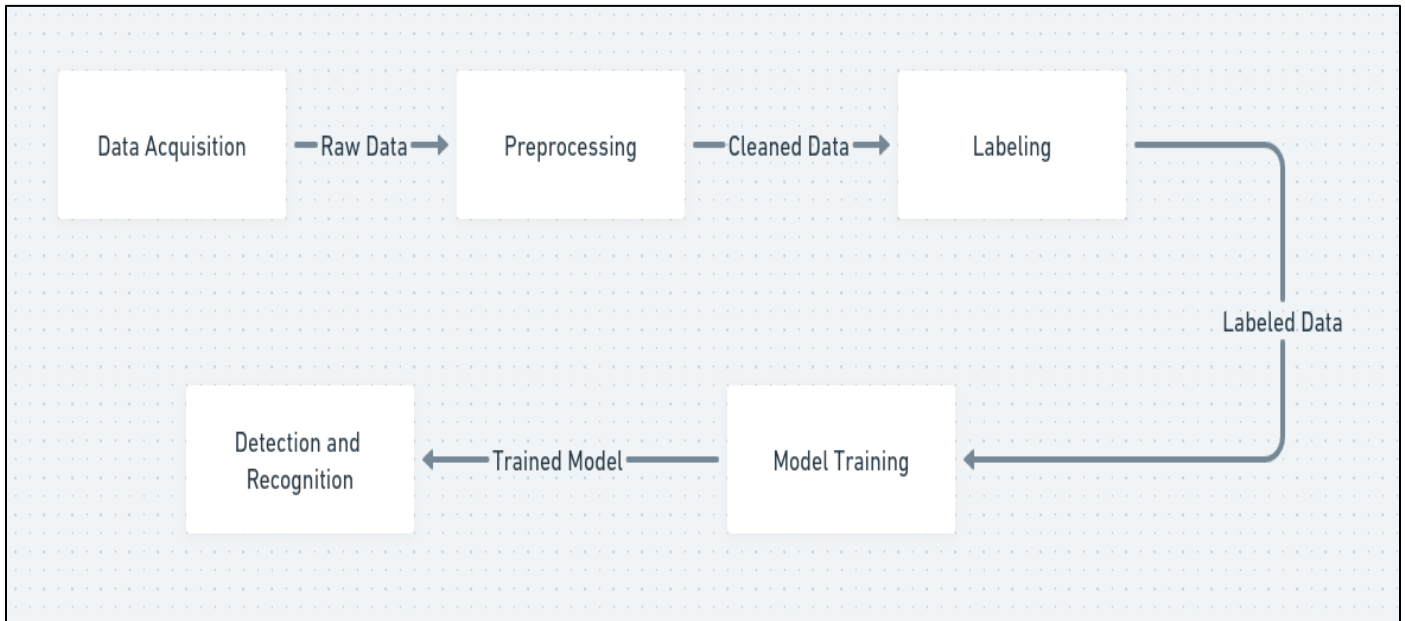 Data Acquisition
Raw Data
Preprocessing
Cleaned Data
Labeling
Labeled Data
Model Training
Trained Model
Detection and
Recognition